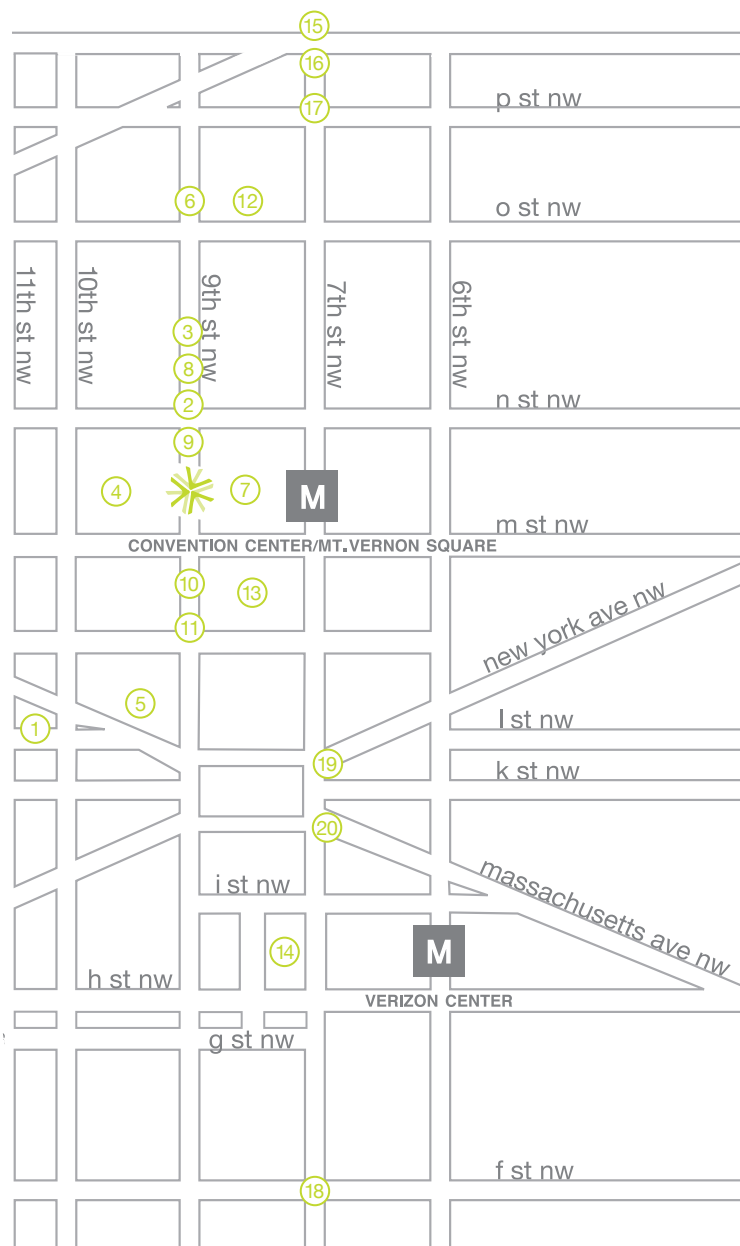 15
16
p st nw
17
6
12
o st nw
11th st nw
10th st nw
9th st nw
7th st nw
6th st nw
3
8
2
n st nw
9
4
7
M
m st nw
CONVENTION CENTER/MT.VERNON SQUARE
10
13
11
new york ave nw
5
1
l st nw
19
k st nw
20
i st nw
massachusetts ave nw
14
M
h st nw
VERIZON CENTER
g st nw
f st nw
18